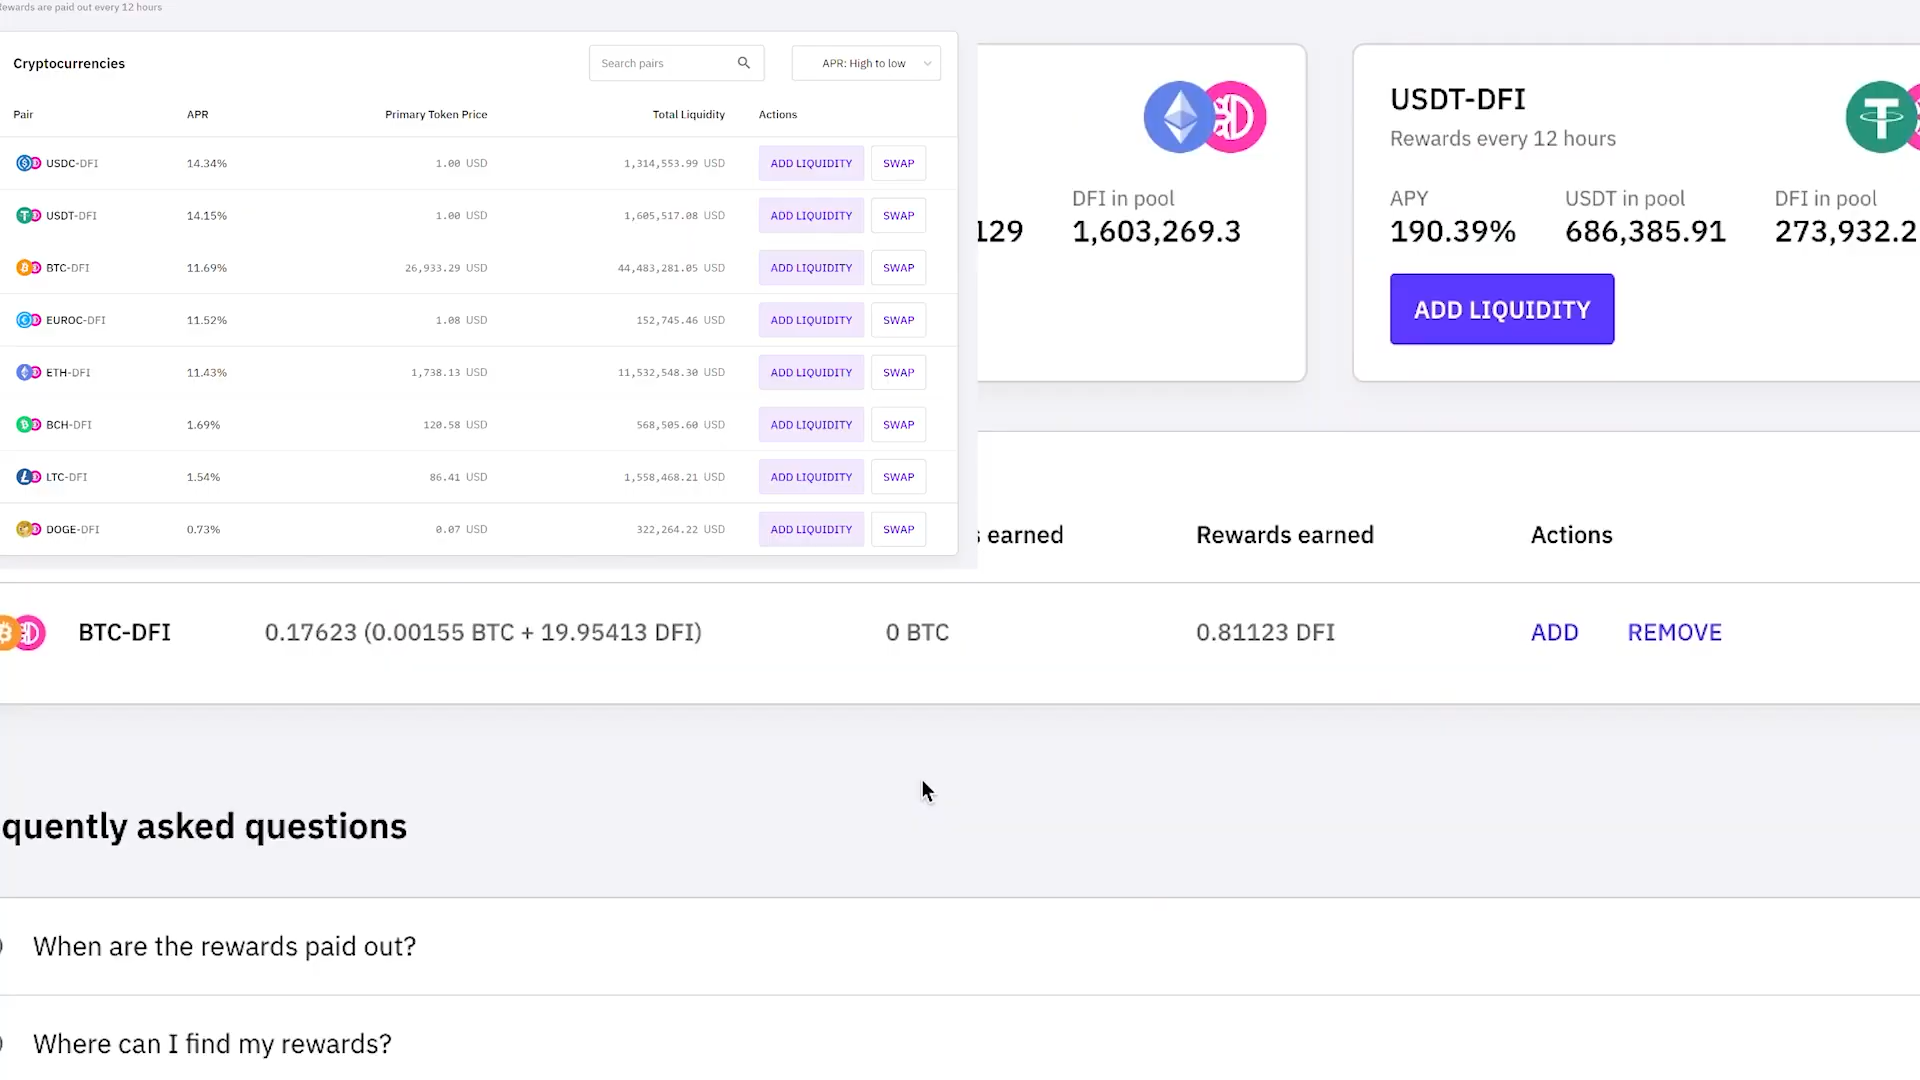 Rewards are paid out every 12 hours
Cryptocurrencies
Search pairs
APR: High to low
Pair APR Primary Token Price Total Liquidity Actions
USDC-DFI 14.34% 1.00 USD 1,314,553.99 USD ADD LIQUIDITY SWAP
USDT-DFI 14.15% 1.00 USD 1,605,517.08 USD ADD LIQUIDITY SWAP
BTC-DFI 11.69% 26,933.29 USD 44,483,281.05 USD ADD LIQUIDITY SWAP
EUROC-DFI 11.52% 1.08 USD 152,745.46 USD ADD LIQUIDITY SWAP
ETH-DFI 11.43% 1,738.13 USD 11,532,548.30 USD ADD LIQUIDITY SWAP
BCH-DFI 1.69% 120.58 USD 568,505.60 USD ADD LIQUIDITY SWAP
LTC-DFI 1.54% 86.41 USD 1,558,468.21 USD ADD LIQUIDITY SWAP
DOGE-DFI 0.73% 0.07 USD 322,264.22 USD ADD LIQUIDITY SWAP
DFI in pool
129 1,603,269.3
USDT-DFI
Rewards every 12 hours
APY USDT in pool DFI in pool
190.39% 686,385.91 273,932.2
ADD LIQUIDITY
s earned Rewards earned Actions
BTC-DFI 0.17623 (0.00155 BTC + 19.95413 DFI) 0 BTC 0.81123 DFI ADD REMOVE
quently asked questions
When are the rewards paid out?
Where can I find my rewards?